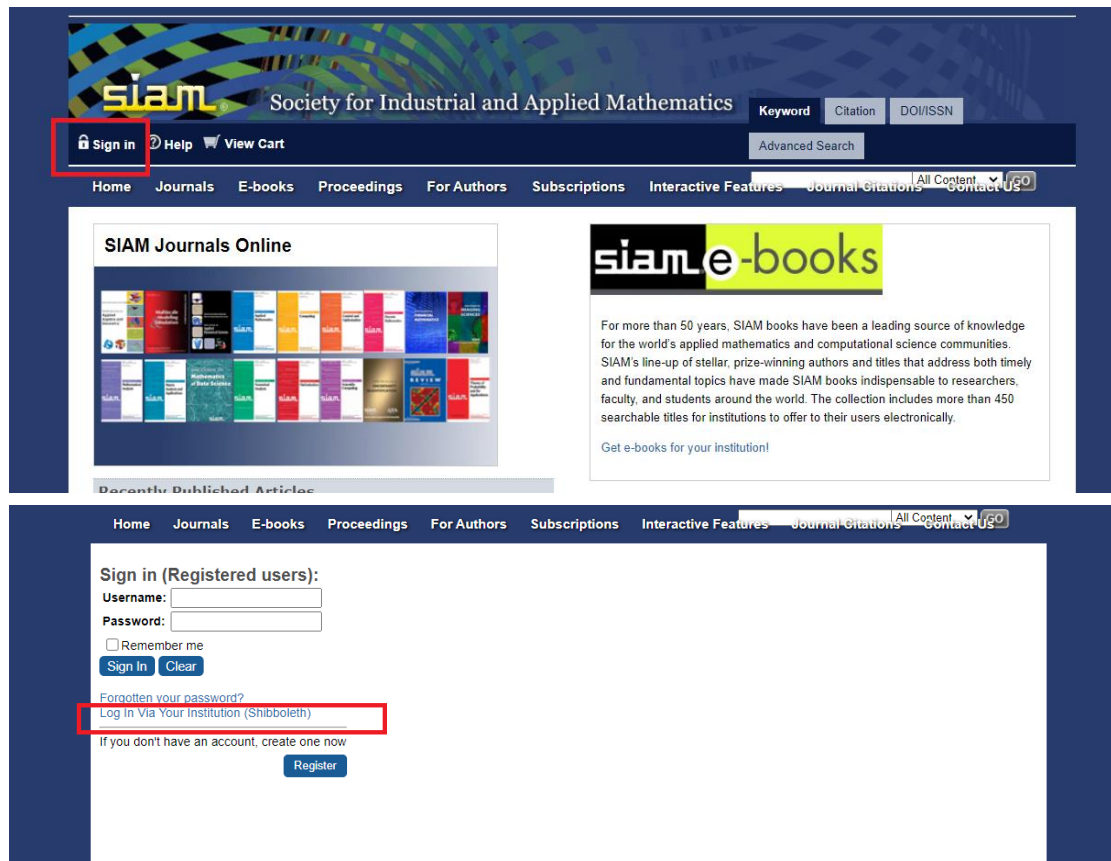 siam®
Society for Industrial and Applied Mathematics
Keyword Citation DOI/ISSN
Sign in Help View Cart
Advanced Search
Home Journals E-books Proceedings For Authors Subscriptions Interactive Features Journal Citations Contact Us
All Content GO
SIAM Journals Online
siam e-books
For more than 50 years, SIAM books have been a leading source of knowledge
for the world's applied mathematics and computational science communities.
SIAM's line-up of stellar, prize-winning authors and titles that address both timely
and fundamental topics have made SIAM books indispensable to researchers,
faculty, and students around the world. The collection includes more than 450
searchable titles for institutions to offer to their users electronically.
Get e-books for your institution!
Recently Published Articles
Home Journals E-books Proceedings For Authors Subscriptions Interactive Features Journal Citations Contact Us
All Content GO
Sign in (Registered users):
Username:
Password:
Remember me
Sign In Clear
Forgotten your password?
Log In Via Your Institution (Shibboleth)
If you don't have an account, create one now
Register